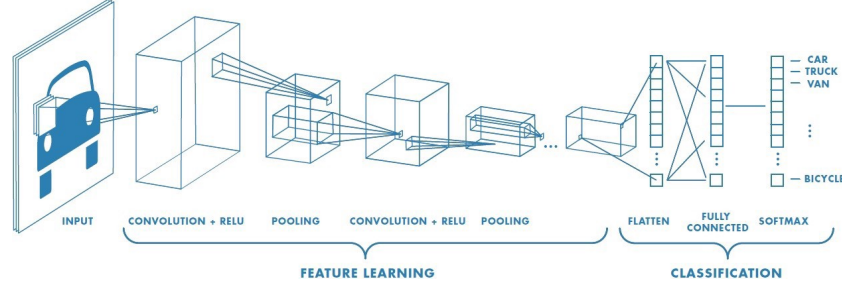 CAR
TRUCK
VAN
BICYCLE
INPUT
CONVOLUTION + RELU
POOLING
CONVOLUTION + RELU
POOLING
FLATTEN
FULLY
CONNECTED
SOFTMAX
FEATURE LEARNING
CLASSIFICATION